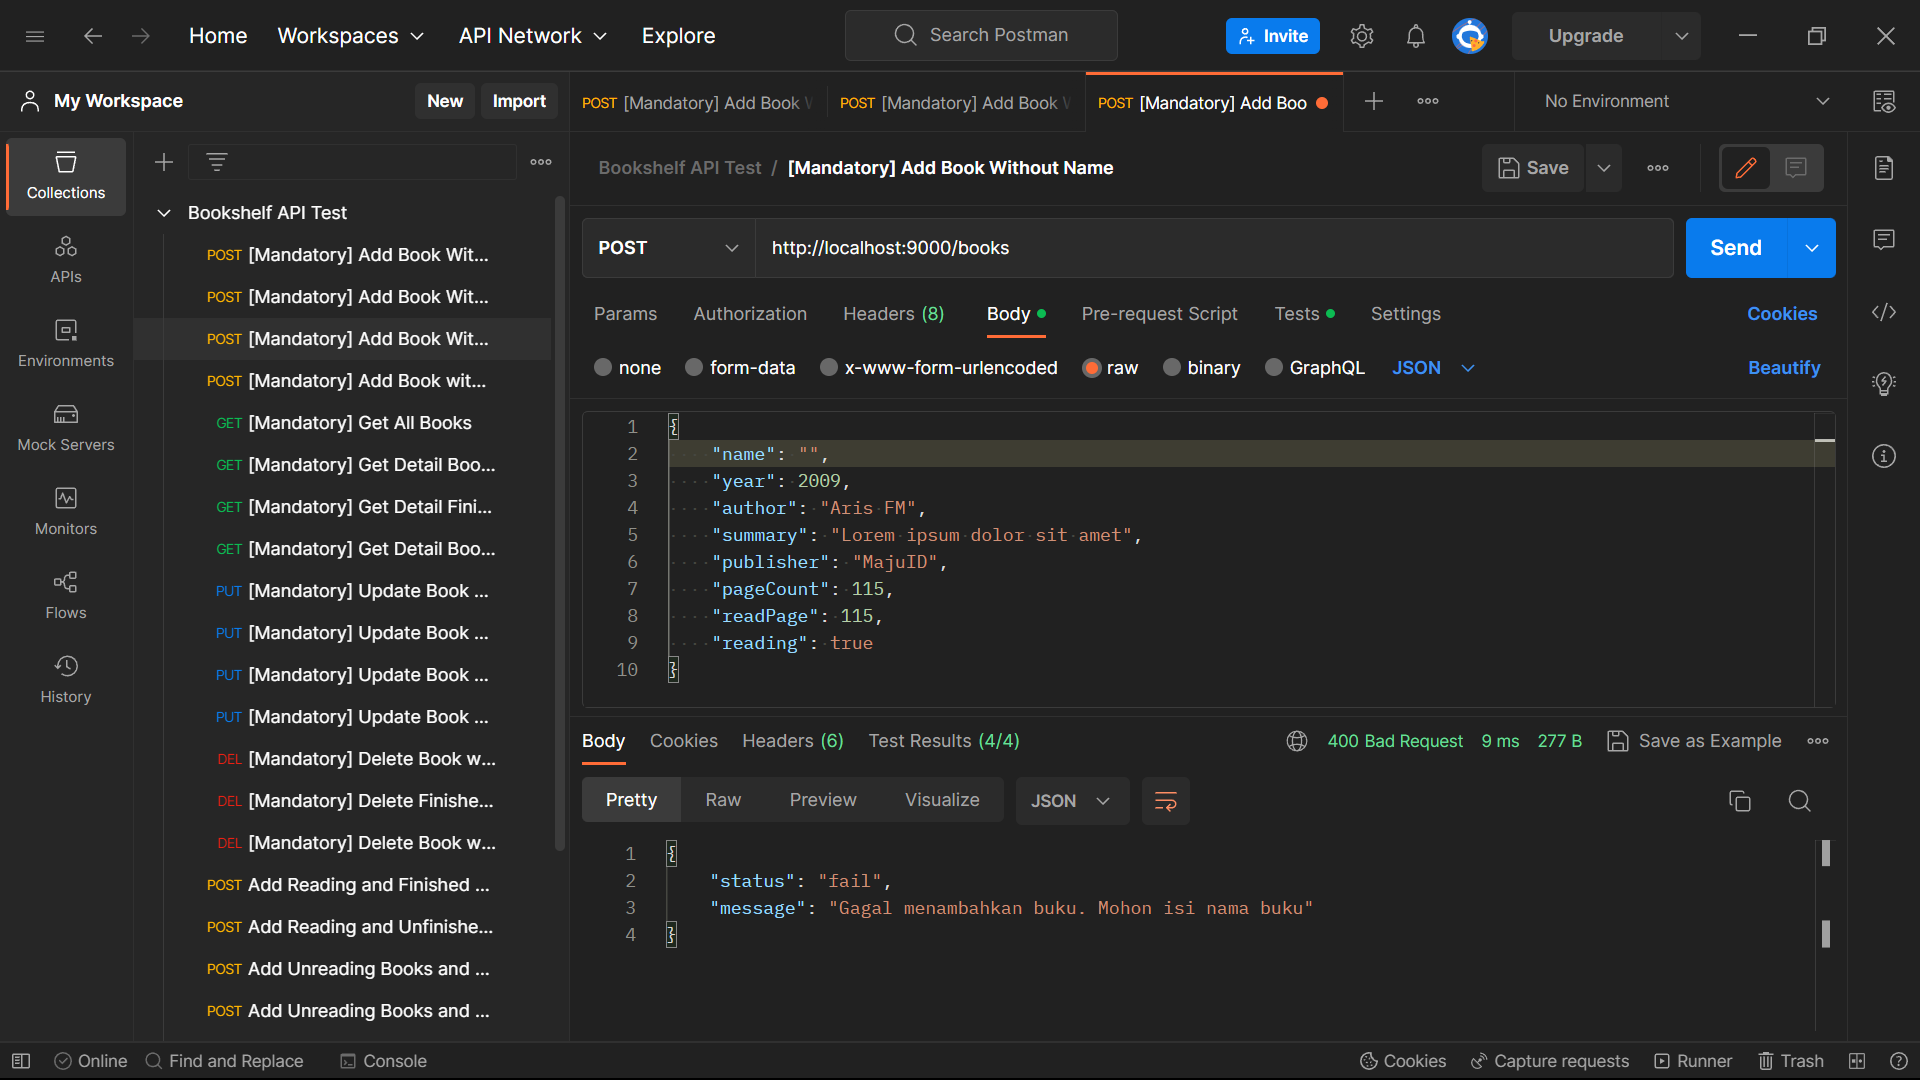 Home Workspaces API Network Explore Search Postman Invite Upgrade
My Workspace New Import
POST [Mandatory] Add Book POST [Mandatory] Add Book POST [Mandatory] Add Boo No Environment
Collections
APIs
Environments
Mock Servers
Monitors
Flows
History
Bookshelf API Test
POST [Mandatory] Add Book Wit...
POST [Mandatory] Add Book Wit...
POST [Mandatory] Add Book Wit...
POST [Mandatory] Add Book wit...
GET [Mandatory] Get All Books
GET [Mandatory] Get Detail Boo...
GET [Mandatory] Get Detail Fini...
GET [Mandatory] Get Detail Boo...
PUT [Mandatory] Update Book ...
PUT [Mandatory] Update Book ...
PUT [Mandatory] Update Book ...
PUT [Mandatory] Update Book ...
DEL [Mandatory] Delete Book w...
DEL [Mandatory] Delete Finishe...
DEL [Mandatory] Delete Book w...
POST Add Reading and Finished ...
POST Add Reading and Unfinishe...
POST Add Unreading Books and ...
POST Add Unreading Books and ...
Bookshelf API Test / [Mandatory] Add Book Without Name Save
POST http://localhost:9000/books Send
Params Authorization Headers (8) Body Pre-request Script Tests Settings Cookies
none form-data x-www-form-urlencoded raw binary GraphQL JSON Beautify
1 {
2 "name": "",
3 "year": 2009,
4 "author": "Aris FM",
5 "summary": "Lorem ipsum dolor sit amet",
6 "publisher": "MajuID",
7 "pageCount": 115,
8 "readPage": 115,
9 "reading": true
10 }
Body Cookies Headers (6) Test Results (4/4) 400 Bad Request 9 ms 277 B Save as Example
Pretty Raw Preview Visualize JSON
1 {
2 "status": "fail",
3 "message": "Gagal menambahkan buku. Mohon isi nama buku"
4 }
Online Find and Replace Console Cookies Capture requests Runner Trash